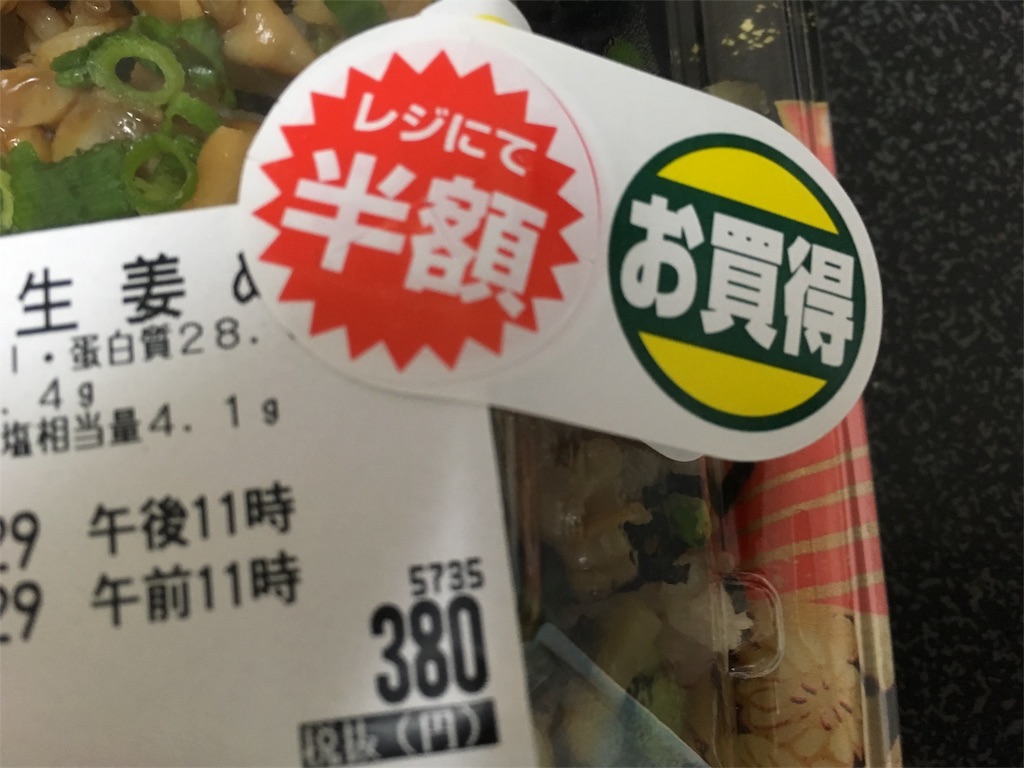 レジにて
半額
お買得
生姜
・蛋白質28.
.4g
塩相当量4.1g
29 午後11時
29 午前11時
5735
380
税抜(円)